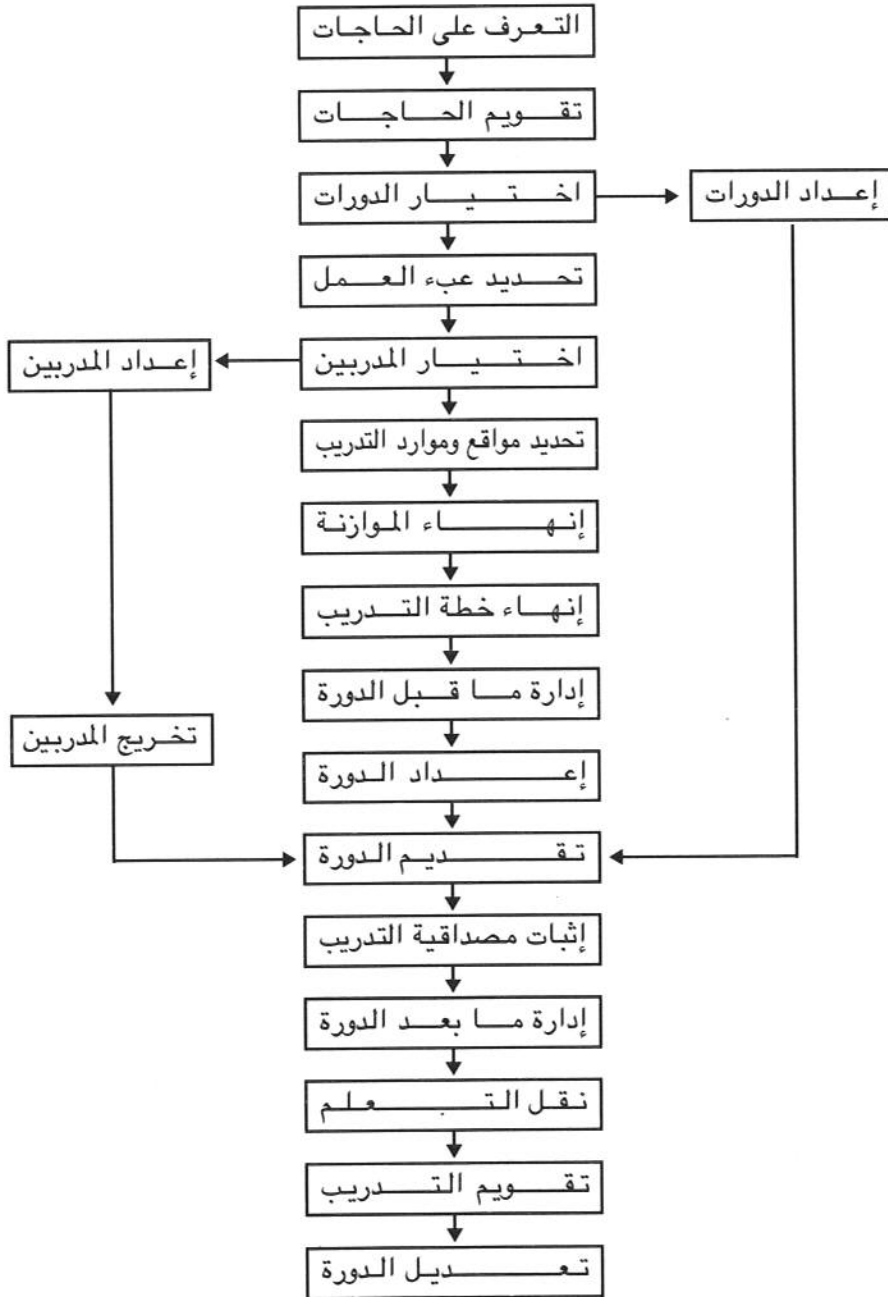 التعرف على الحاجات
تقويم الحاجات
اختيار الدورات
إعداد الدورات
تحديد عبء العمل
اختيار المدربين
إعداد المدربين
تحديد مواقع وموارد التدريب
إنهاء الموازنة
إنهاء خطة التدريب
إدارة ما قبل الدورة
تخريج المدربين
إعداد الدورة
تقديم الدورة
إثبات مصداقية التدريب
إدارة ما بعد الدورة
نقل التعلم
تقويم التدريب
تعديل الدورة